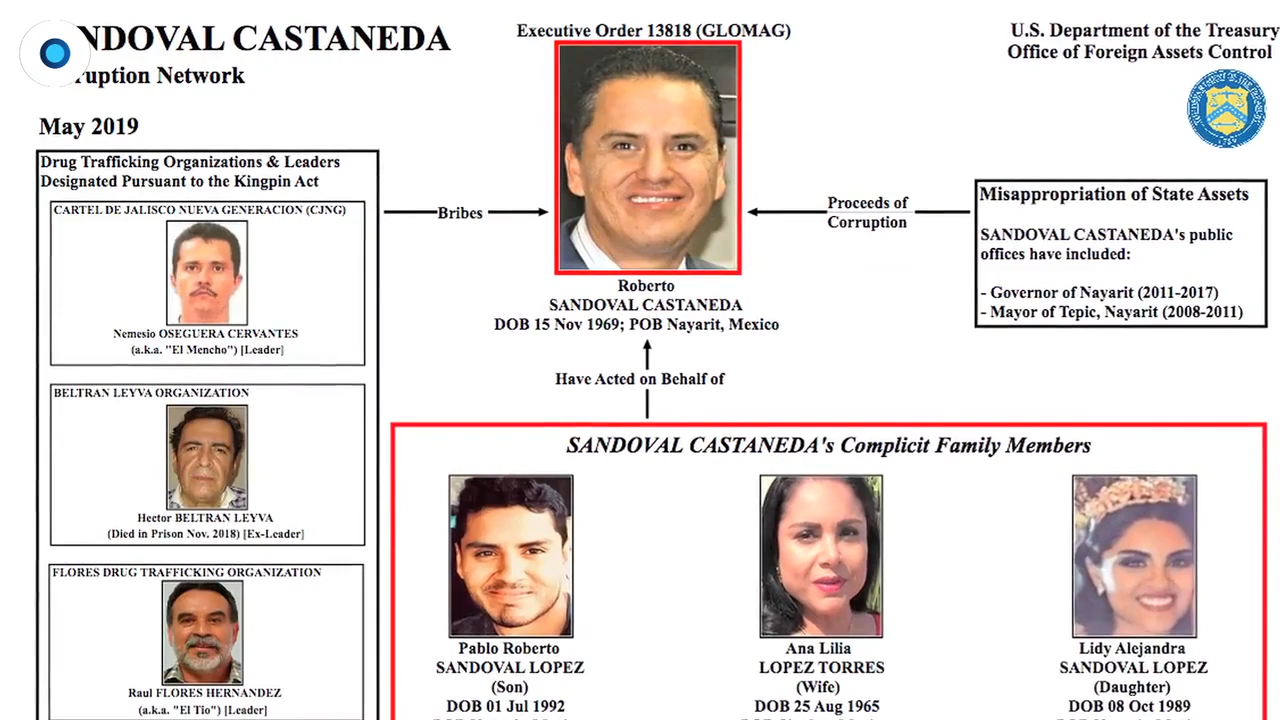 NDOVAL CASTANEDA
ruption Network
May 2019
Executive Order 13818 (GLOMAG)
U.S. Department of the Treasury
Office of Foreign Assets Control
Drug Trafficking Organizations & Leaders
Designated Pursuant to the Kingpin Act
CARTEL DE JALISCO NUEVA GENERACION (CJNG)
Nemesio OSEGUERA CERVANTES
(a.k.a. "El Mencho") [Leader]
BELTRAN LEYVA ORGANIZATION
Hector BELTRAN LEYVA
(Died in Prison Nov. 2018) [Ex-Leader]
FLORES DRUG TRAFFICKING ORGANIZATION
Raul FLORES HERNANDEZ
(a.k.a. "El Tio") [Leader]
Bribes
Roberto
SANDOVAL CASTANEDA
DOB 15 Nov 1969; POB Nayarit, Mexico
Proceeds of
Corruption
Misappropriation of State Assets
SANDOVAL CASTANEDA's public
offices have included:
- Governor of Nayarit (2011-2017)
- Mayor of Tepic, Nayarit (2008-2011)
Have Acted on Behalf of
SANDOVAL CASTANEDA's Complicit Family Members
Pablo Roberto
SANDOVAL LOPEZ
(Son)
DOB 01 Jul 1992
Ana Lilia
LOPEZ TORRES
(Wife)
DOB 25 Aug 1965
Lidy Alejandra
SANDOVAL LOPEZ
(Daughter)
DOB 08 Oct 1989